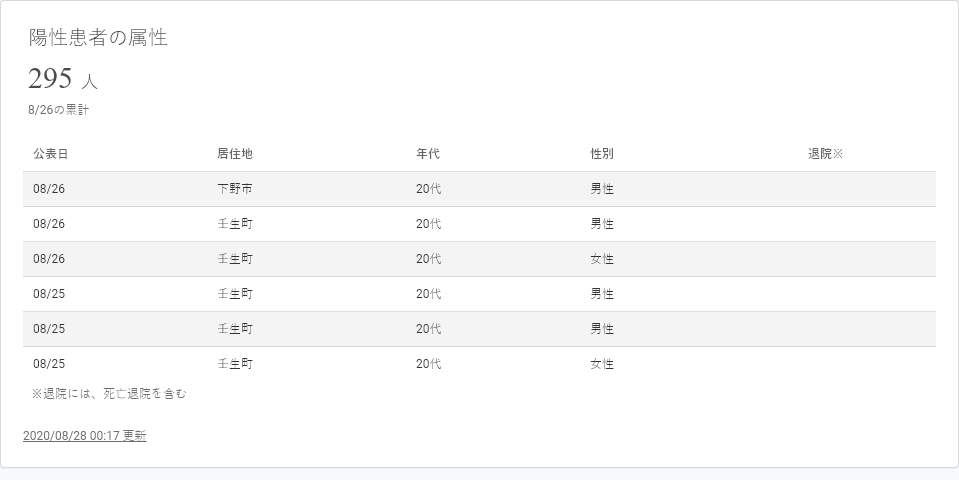 陽性患者の属性
295 人
8/26の累計
公表日 居住地 年代 性別 退院※
08/26 下野市 20代 男性
08/26 壬生町 20代 男性
08/26 壬生町 20代 女性
08/25 壬生町 20代 男性
08/25 壬生町 20代 男性
08/25 壬生町 20代 女性
※退院には、死亡退院を含む
2020/08/28 00:17 更新